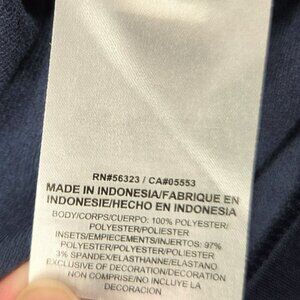 RN#56323 / CA#05553
MADE IN INDONESIA/FABRIQUE EN
INDONESIE/HECHO EN INDONESIA
BODY/CORPS/CUERPO: 100% POLYESTER/
POLYESTER/POLIESTER
INSETS/EMPIECEMENTS/INJERTOS: 97%
POLYESTER/POLYESTER/POLIESTER
3% SPANDEX/ELASTHANNE/ELASTANO
EXCLUSIVE OF DECORATION/DECORATION
NON COMPRISE/NO INCLUYE LA
DECORACION